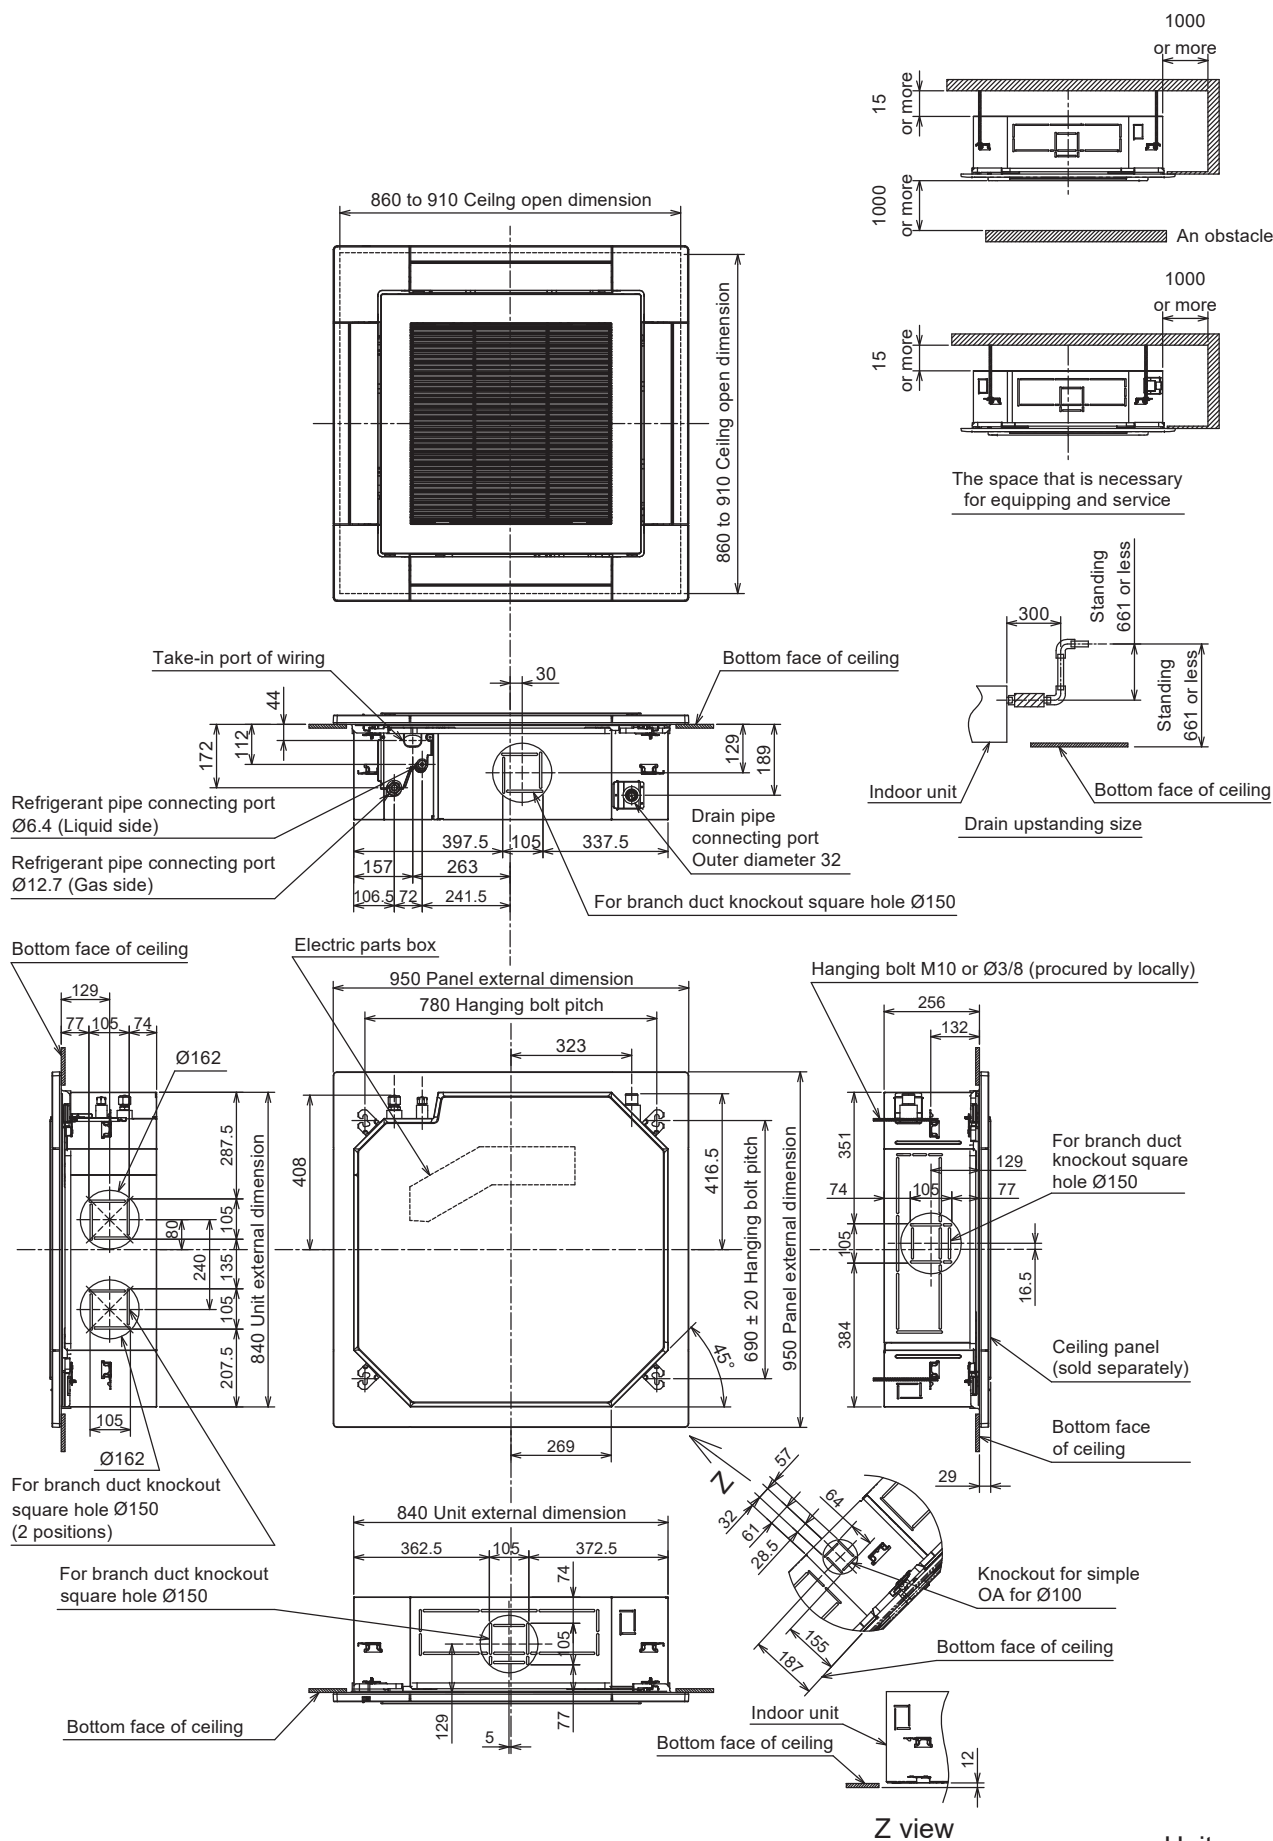 1000
or more
15
or more
1000
or more
An obstacle
1000
or more
15
or more
The space that is necessary
for equipping and service
860 to 910 Ceilng open dimension
860 to 910 Ceilng open dimension
Standing
661 or less
300
Standing
661 or less
Indoor unit
Bottom face of ceiling
Drain upstanding size
Take-in port of wiring
Bottom face of ceiling
30
44
112
172
129
189
Refrigerant pipe connecting port
Ø6.4 (Liquid side)
Refrigerant pipe connecting port
Ø12.7 (Gas side)
Drain pipe
connecting port
Outer diameter 32
397.5
105
337.5
157
263
106.5
72
241.5
For branch duct knockout square hole Ø150
Bottom face of ceiling
129
77
105
74
Ø162
287.5
105
80
135
240
105
207.5
840 Unit external dimension
105
Ø162
For branch duct knockout
square hole Ø150
(2 positions)
Electric parts box
950 Panel external dimension
780 Hanging bolt pitch
323
408
416.5
690 ± 20 Hanging bolt pitch
950 Panel external dimension
45°
269
Z
Hanging bolt M10 or Ø3/8 (procured by locally)
256
132
351
129
74
105
77
105
16.5
384
For branch duct
knockout square
hole Ø150
Ceiling panel
(sold separately)
Bottom face
of ceiling
29
840 Unit external dimension
362.5
105
372.5
For branch duct knockout
square hole Ø150
74
105
129
77
5
Bottom face of ceiling
57
32
61
28.5
64
Knockout for simple
OA for Ø100
155
187
Bottom face of ceiling
Indoor unit
Bottom face of ceiling
12
Z view